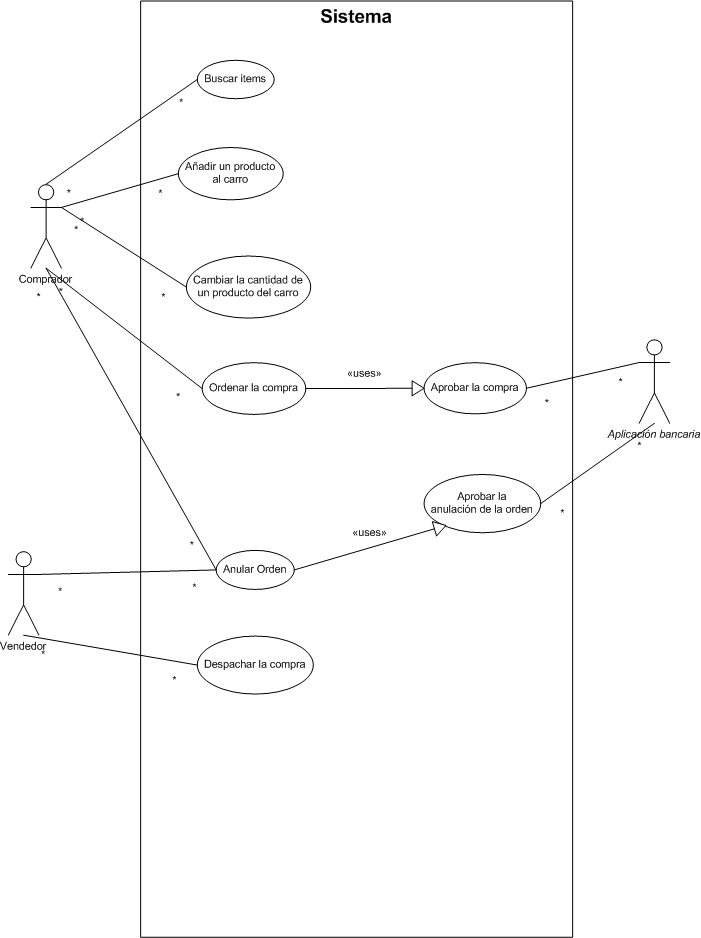 Sistema
Buscar items
*
*
Añadir un producto
al carro
*
*
*
Comprador
Cambiar la cantidad de
un producto del carro
*
*
*
Ordenar la compra
*
«uses»
Aprobar la compra
*
*
Aplicación bancaria
*
Aprobar la
anulación de la orden
*
«uses»
*
Anular Orden
*
*
Vendedor
*
Despachar la compra
*